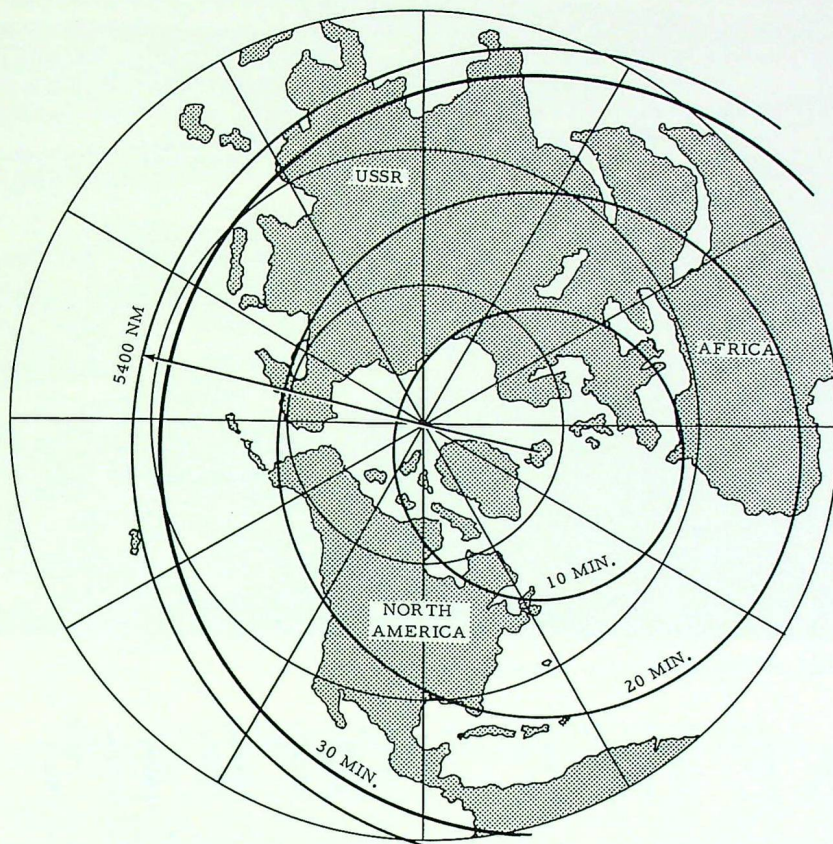 USSR
5400 NM
AFRICA
10 MIN.
NORTH
AMERICA
20 MIN.
30 MIN.